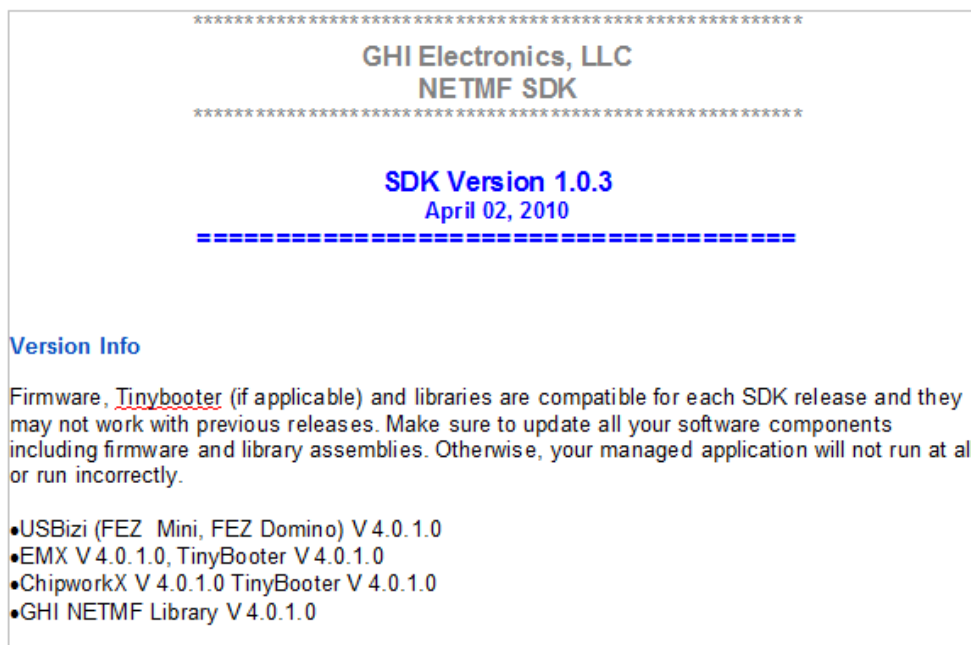 ************************************************************
GHI Electronics, LLC
NETMF SDK
************************************************************
SDK Version 1.0.3
April 02, 2010
======================================
Version Info
Firmware, Tinybooter (if applicable) and libraries are compatible for each SDK release and they
may not work with previous releases. Make sure to update all your software components
including firmware and library assemblies. Otherwise, your managed application will not run at al
or run incorrectly.
•USBizi (FEZ Mini, FEZ Domino) V 4.0.1.0
•EMX V 4.0.1.0, TinyBooter V 4.0.1.0
•ChipworkX V 4.0.1.0 TinyBooter V 4.0.1.0
•GHI NETMF Library V 4.0.1.0